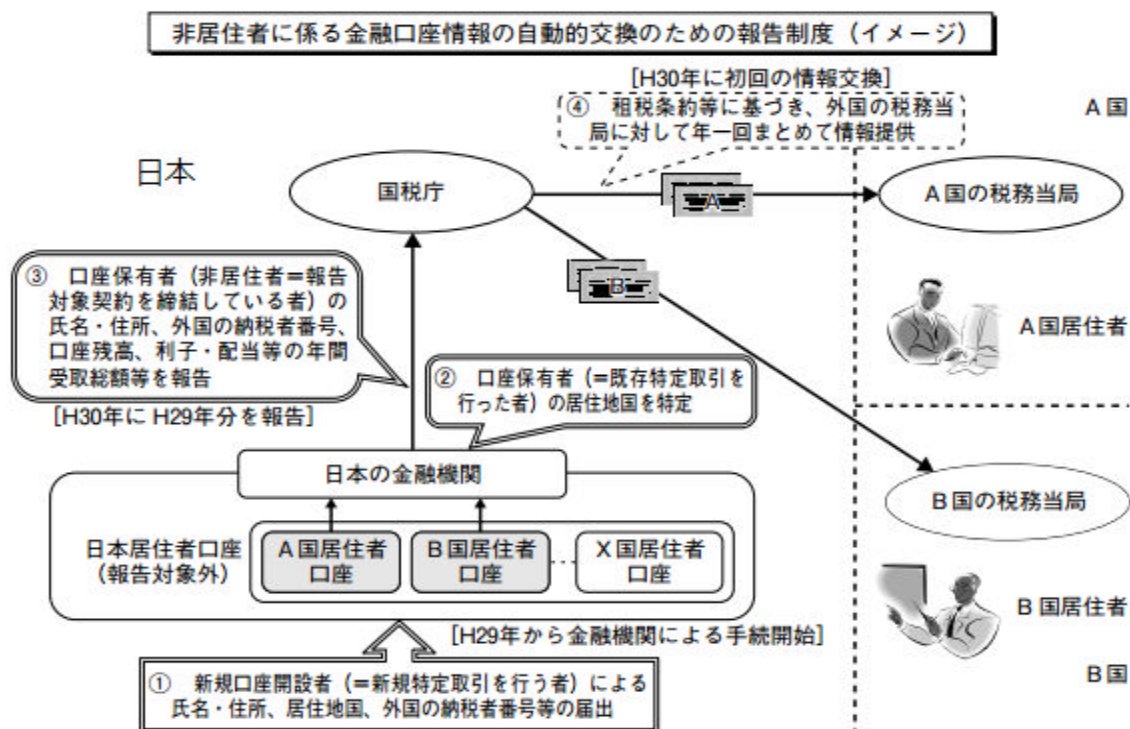 非居住者に係る金融口座情報の自動的交換のための報告制度（イメージ）
[H30年に初回の情報交換]
④ 租税条約等に基づき、外国の税務当
局に対して年一回まとめて情報提供
A国
日本
国税庁
A
A国の税務当局
B
③ 口座保有者（非居住者＝報告
対象契約を締結している者）の
氏名・住所、外国の納税者番号、
口座残高、利子・配当等の年間
受取総額等を報告
[H30年にH29年分を報告]
A国居住者
② 口座保有者（＝既存特定取引を
行った者）の居住地国を特定
日本の金融機関
B国の税務当局
日本居住者口座
（報告対象外）
A国居住者
口座
B国居住者
口座
X国居住者
口座
B国居住者
[H29年から金融機関による手続開始]
① 新規口座開設者（＝新規特定取引を行う者）による
氏名・住所、居住地国、外国の納税者番号等の届出
B国